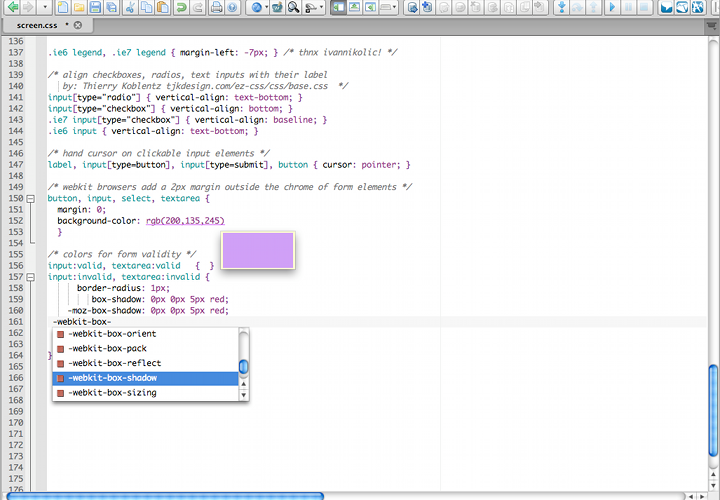 screen.css *
136
137 .ie6 legend, .ie7 legend { margin-left: -7px; } /* thnx ivannikolic! */
138
139 /* align checkboxes, radios, text inputs with their label
140 by: Thierry Koblentz tjkdesign.com/ez-css/css/base.css */
141 input[type="radio"] { vertical-align: text-bottom; }
142 input[type="checkbox"] { vertical-align: bottom; }
143 .ie7 input[type="checkbox"] { vertical-align: baseline; }
144 .ie6 input { vertical-align: text-bottom; }
145
146 /* hand cursor on clickable input elements */
147 label, input[type=button], input[type=submit], button { cursor: pointer; }
148
149 /* webkit browsers add a 2px margin outside the chrome of form elements */
150 button, input, select, textarea {
151 margin: 0;
152 background-color: rgb(200,135,245)
153 }
154
155 /* colors for form validity */
156 input:valid, textarea:valid { }
157 input:invalid, textarea:invalid {
158 border-radius: 1px;
159 box-shadow: 0px 0px 5px red;
160 -moz-box-shadow: 0px 0px 5px red;
161 -webkit-box-
162 -webkit-box-orient
163 -webkit-box-pack
164 }
-webkit-box-reflect
165
166 -webkit-box-shadow
167 -webkit-box-sizing
168
169
170
171
172
173
174
175
176